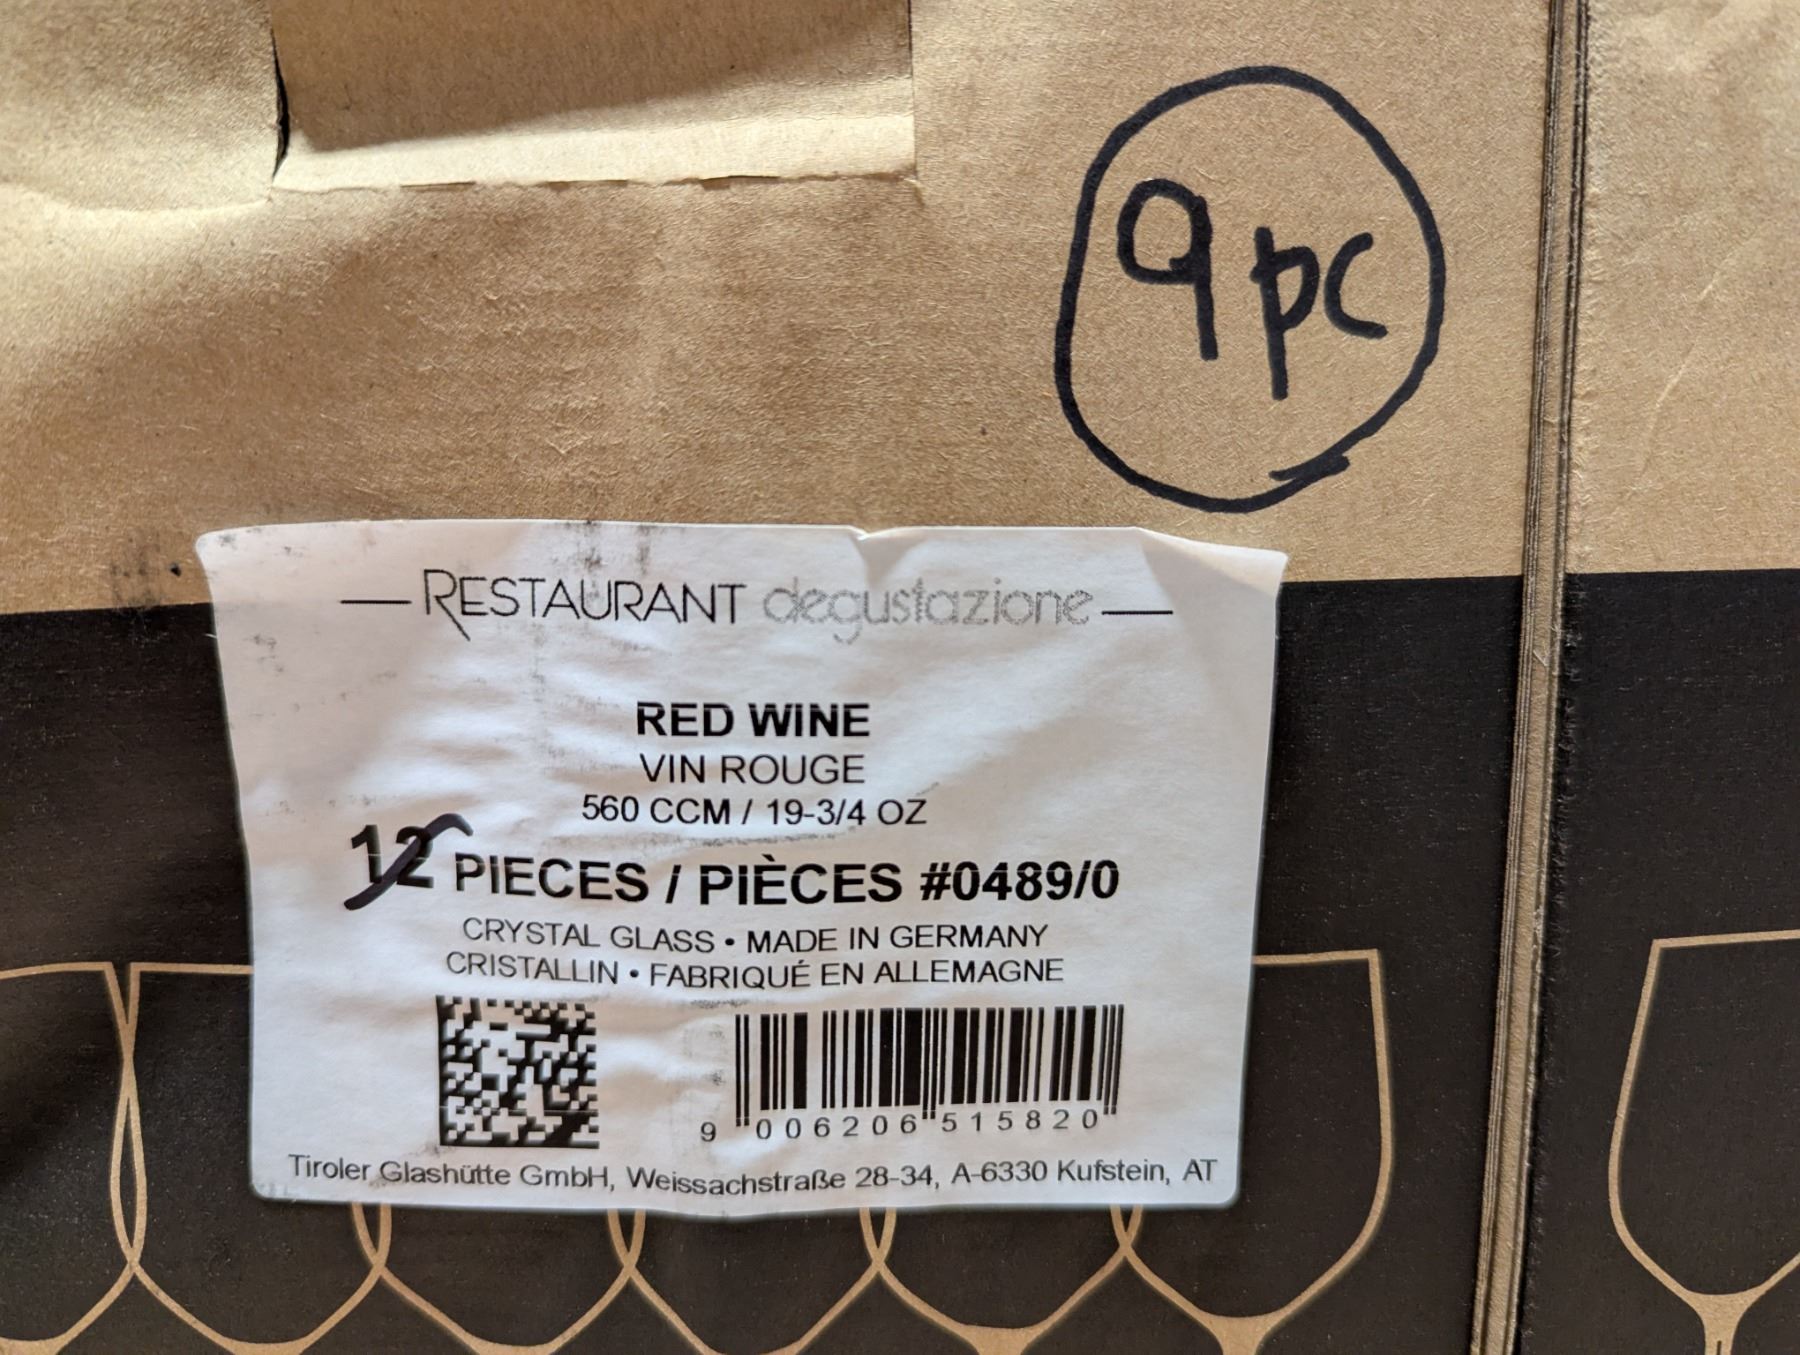 9 pc
RESTAURANT degustazione
RED WINE
VIN ROUGE
560 CCM / 19-3/4 OZ
12 PIECES / PIÈCES #0489/0
CRYSTAL GLASS • MADE IN GERMANY
CRISTALLIN • FABRIQUÉ EN ALLEMAGNE
9 006206 515820
Tiroler Glashütte GmbH, Weissachstraße 28-34, A-6330 Kufstein, AT